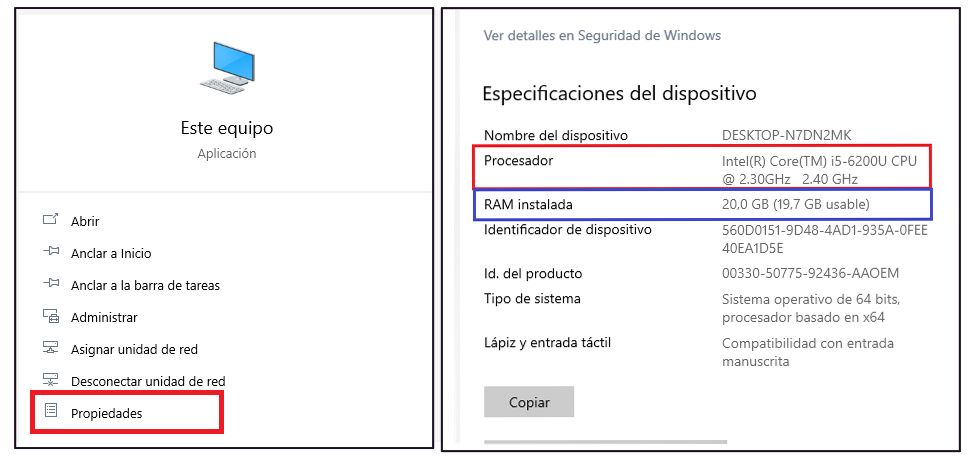 Este equipo
Aplicación
Abrir
Anclar a Inicio
Anclar a la barra de tareas
Administrar
Asignar unidad de red
Desconectar unidad de red
Propiedades
Ver detalles en Seguridad de Windows
Especificaciones del dispositivo
Nombre del dispositivo DESKTOP-N7DN2MK
Procesador Intel(R) Core(TM) i5-6200U CPU
@ 2.30GHz 2.40 GHz
RAM instalada 20,0 GB (19,7 GB usable)
Identificador de dispositivo 560D0151-9D48-4AD1-935A-0FEE
40EA1D5E
Id. del producto 00330-50775-92436-AAOEM
Tipo de sistema Sistema operativo de 64 bits,
procesador basado en x64
Lápiz y entrada táctil Compatibilidad con entrada
manuscrita
Copiar